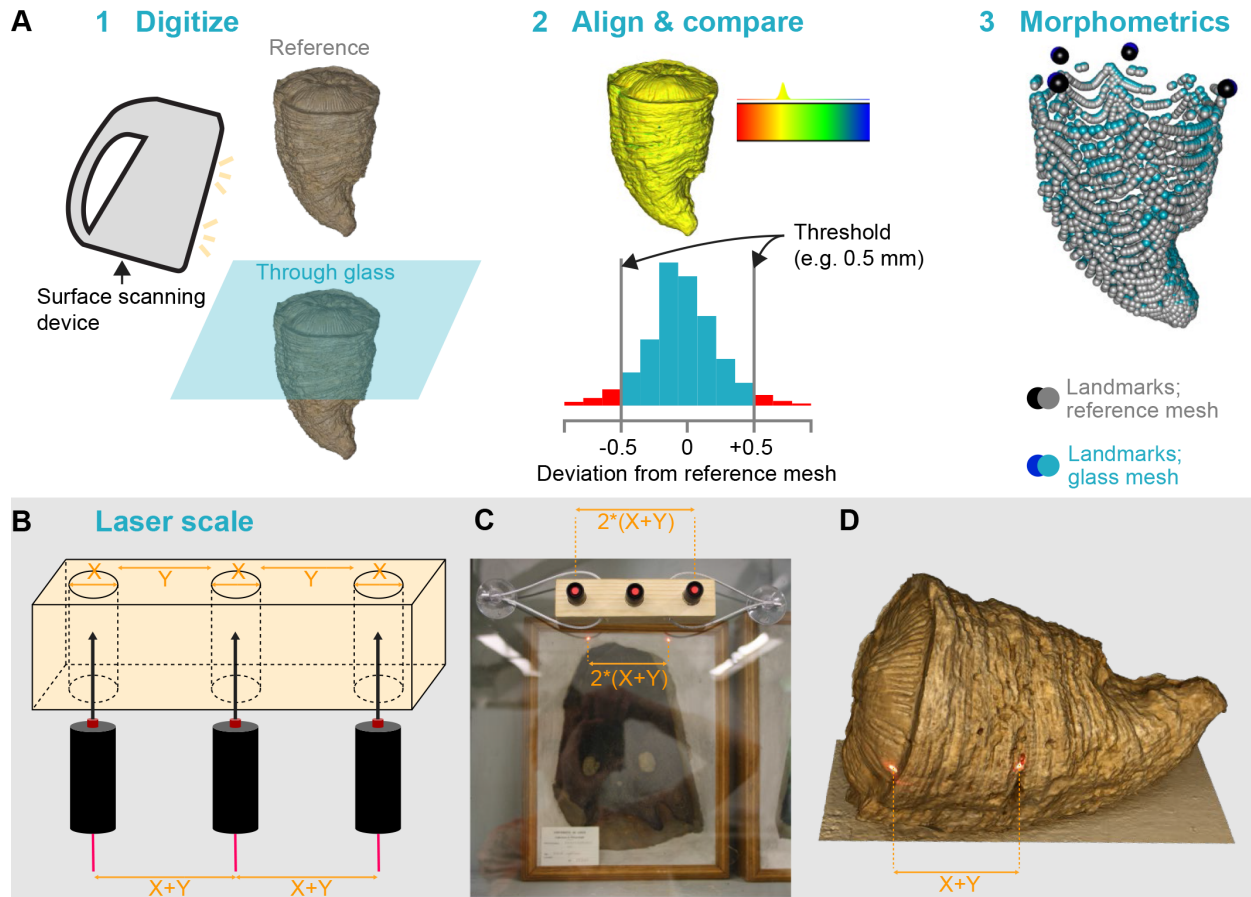 A
1 Digitize
2 Align & compare
3 Morphometrics
Reference
Through glass
Surface scanning
device
Threshold
(e.g. 0.5 mm)
-0.5
0
+0.5
Deviation from reference mesh
Landmarks;
reference mesh
Landmarks;
glass mesh
B
Laser scale
X
Y
X
Y
X
X+Y
X+Y
C
2*(X+Y)
2*(X+Y)
D
X+Y